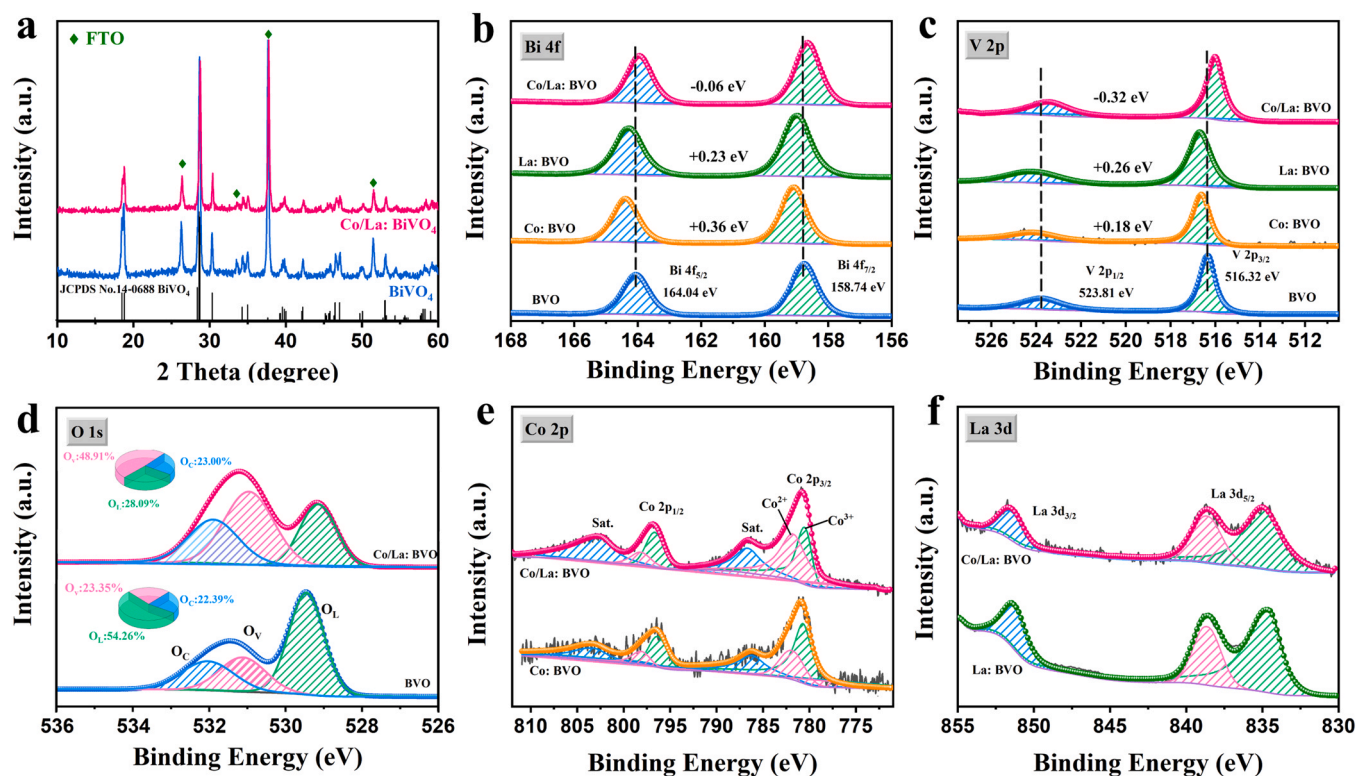 a
◆ FTO
Co/La: BiVO4
BiVO4
JCPDS No.14-0688 BiVO4
Intensity (a.u.)
10 20 30 40 50 60
2 Theta (degree)
b
Bi 4f
-0.06 eV
Co/La: BVO
+0.23 eV
La: BVO
+0.36 eV
Co: BVO
Bi 4f5/2
164.04 eV
Bi 4f7/2
158.74 eV
BVO
Intensity (a.u.)
168 166 164 162 160 158 156
Binding Energy (eV)
c
V 2p
-0.32 eV
Co/La: BVO
+0.26 eV
La: BVO
+0.18 eV
Co: BVO
V 2p1/2
523.81 eV
V 2p3/2
516.32 eV
BVO
Intensity (a.u.)
526 524 522 520 518 516 514 512
Binding Energy (eV)
d
O 1s
Ov:48.91%
OC:23.00%
OL:28.09%
Co/La: BVO
Ov:23.35%
OC:22.39%
OL:54.26%
OC
OV
OL
BVO
Intensity (a.u.)
536 534 532 530 528 526
Binding Energy (eV)
e
Co 2p
Co 2p3/2
Co2+
Co3+
Co 2p1/2
Sat.
Sat.
Co/La: BVO
Co: BVO
Intensity (a.u.)
810 804 798 790 785 780 775
Binding Energy (eV)
f
La 3d
La 3d5/2
La 3d3/2
Co/La: BVO
La: BVO
Intensity (a.u.)
855 850 845 840 835 830
Binding Energy (eV)